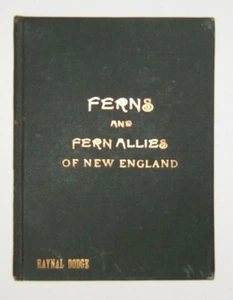 FERNS
AND
FERN ALLIES
OF NEW ENGLAND
RAYNAL DODGE